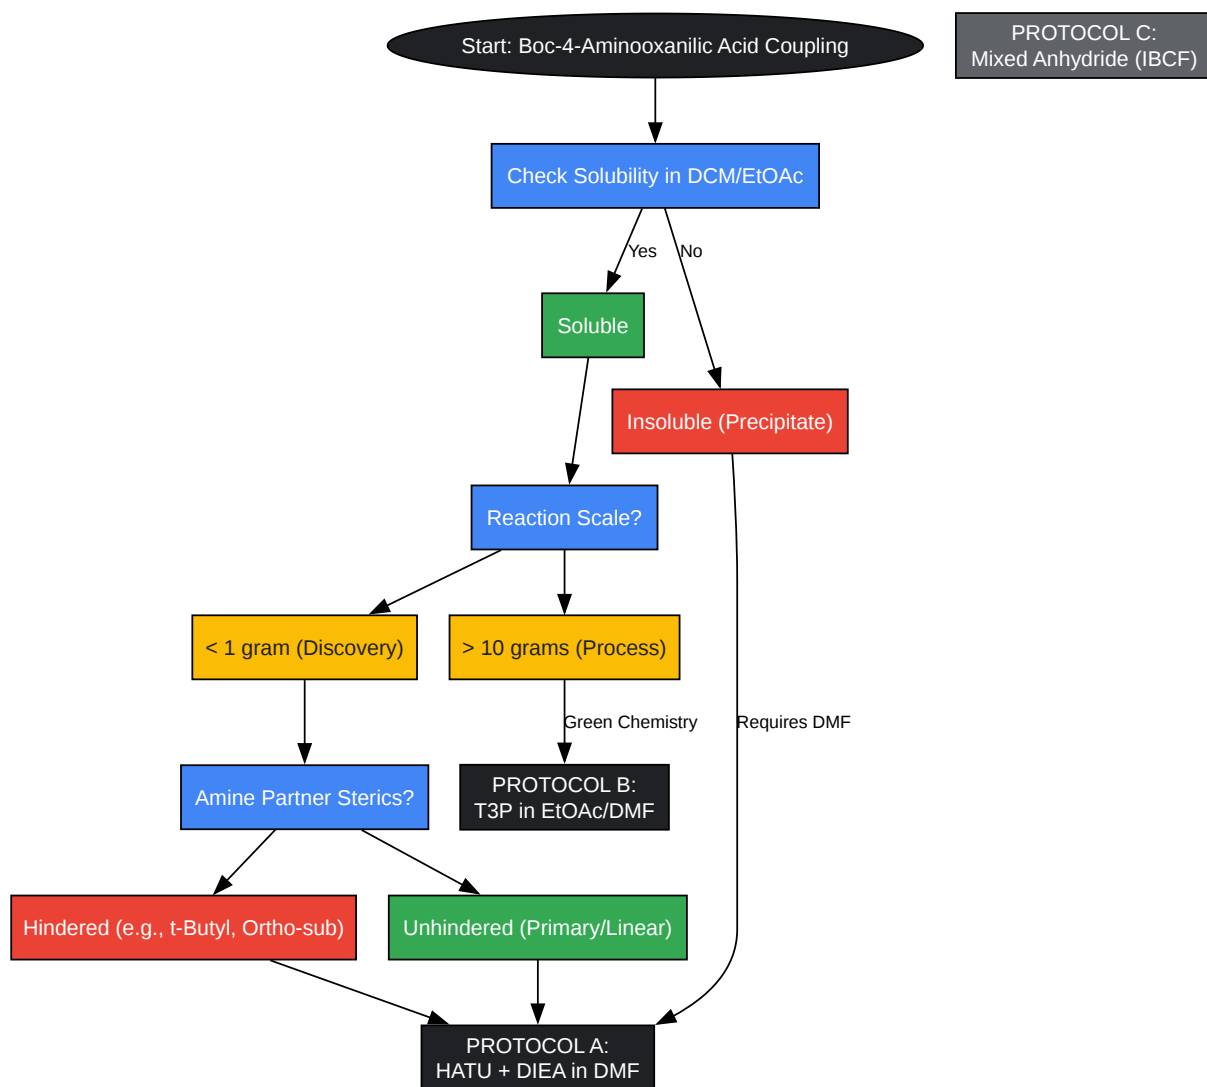 Start: Boc-4-Aminooxanilic Acid Coupling
PROTOCOL C:
Mixed Anhydride (IBCF)
Check Solubility in DCM/EtOAc
Yes
No
Soluble
Insoluble (Precipitate)
Reaction Scale?
< 1 gram (Discovery)
> 10 grams (Process)
Green Chemistry
Requires DMF
Amine Partner Sterics?
PROTOCOL B:
T3P in EtOAc/DMF
Hindered (e.g., t-Butyl, Ortho-sub)
Unhindered (Primary/Linear)
PROTOCOL A:
HATU + DIEA in DMF